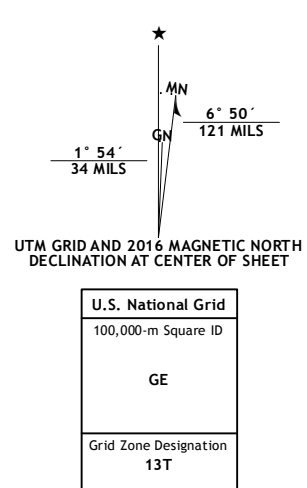 ★
MN
6° 50´
121 MILS
GN
1° 54´
34 MILS
UTM GRID AND 2016 MAGNETIC NORTH
DECLINATION AT CENTER OF SHEET
U.S. National Grid
100,000-m Square ID
GE
Grid Zone Designation
13T